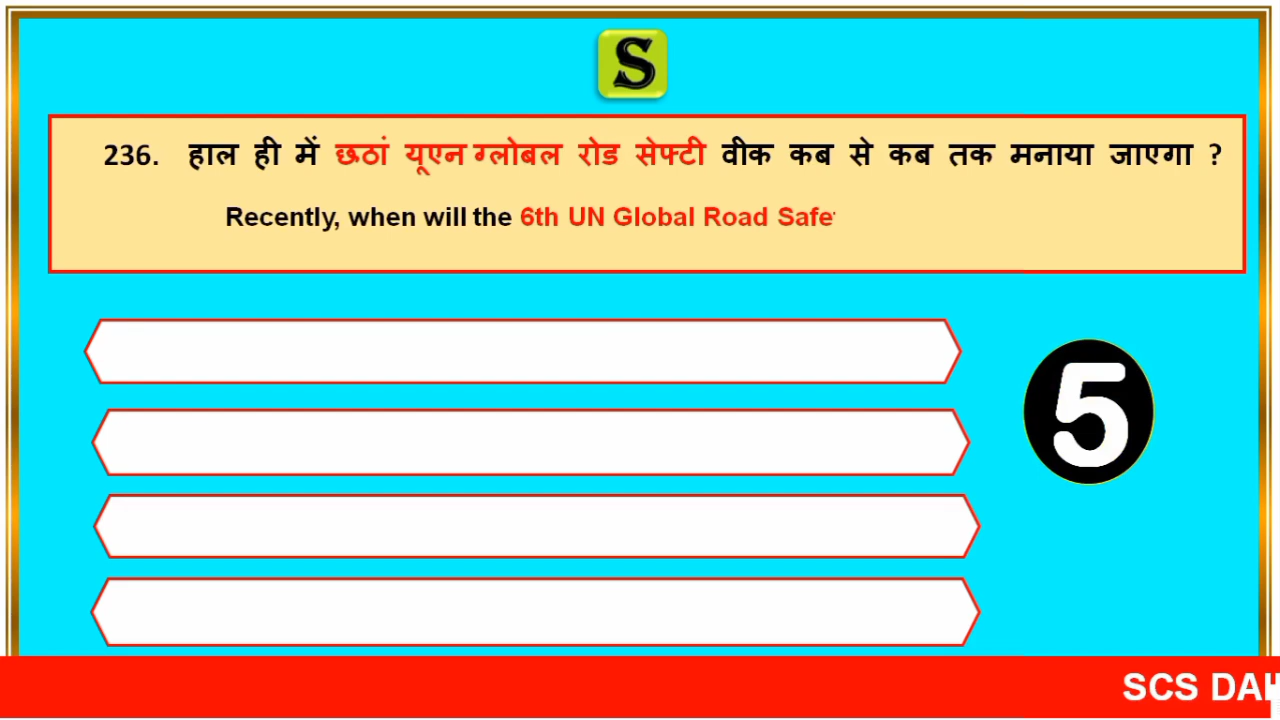 S
236. हाल ही में छठां यूएन ग्लोबल रोड सेफ्टी वीक कब से कब तक मनाया जाएगा ?
Recently, when will the 6th UN Global Road Safe
5
SCS DAI